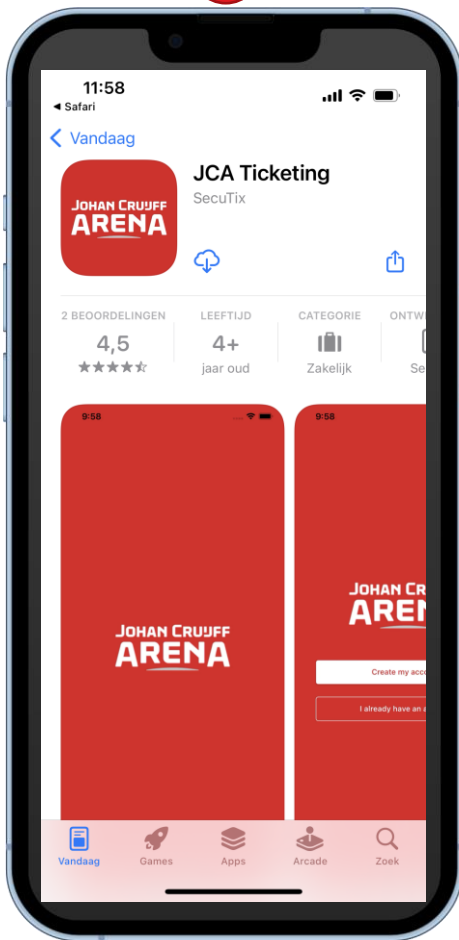 11:58
◄ Safari
Vandaag
JOHAN CRUIJFF
ARENA
JCA Ticketing
SecuTix
2 BEOORDELINGEN
4,5
LEEFTIJD
4+
jaar oud
CATEGORIE
Zakelijk
9:58
JOHAN CRUIJFF
ARENA
9:58
JOHAN
Create my
I already have an
Vandaag
Games
Apps
Arcade
Zoek